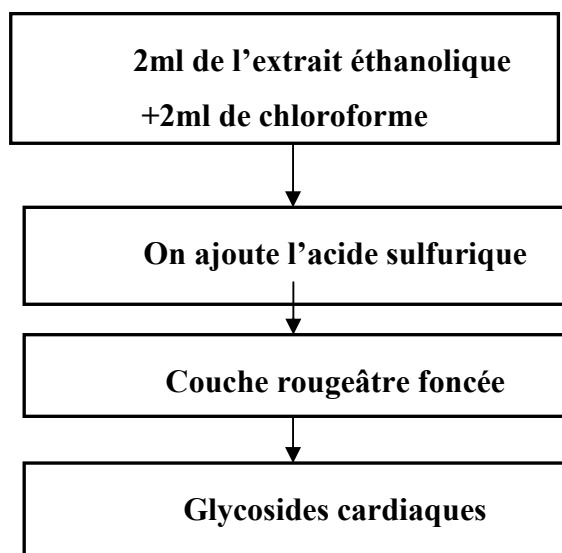 2ml de l’extrait éthanolique
+2ml de chloroforme
On ajoute l’acide sulfurique
Couche rougeâtre foncée
Glycosides cardiaques